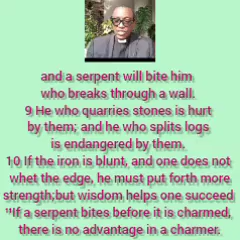 and a serpent will bite him
who breaks through a wall.
9 He who quarries stones is hurt
by them; and he who splits logs
is endangered by them.
10 If the iron is blunt, and one does not
whet the edge, he must put forth more
strength;but wisdom helps one succeed
¹¹If a serpent bites before it is charmed,
there is no advantage in a charmer.